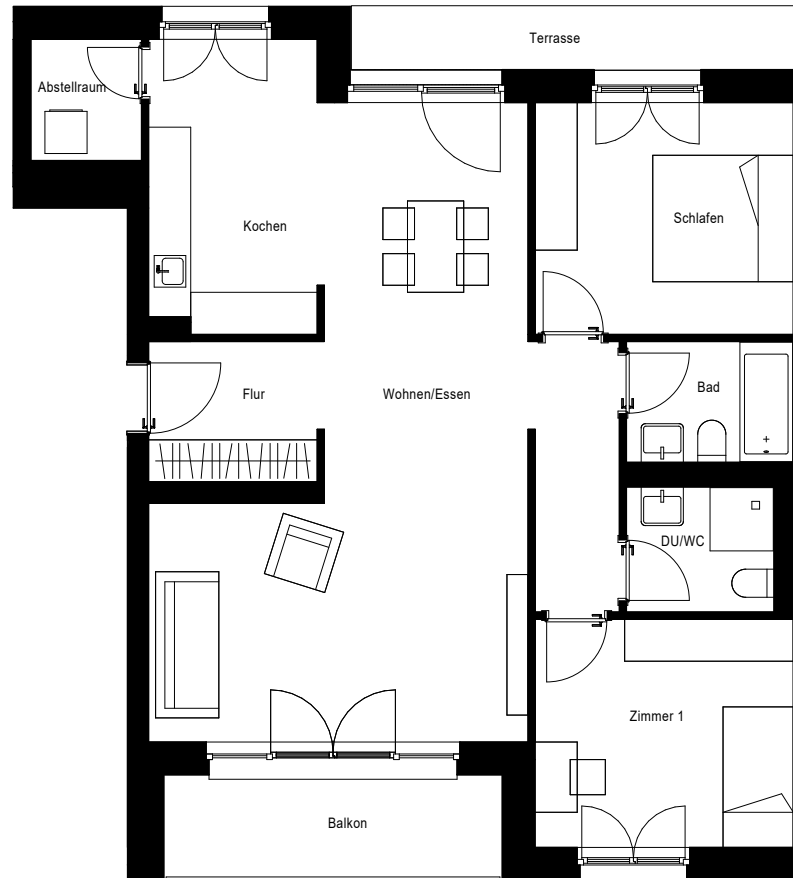 Terrasse
Abstellraum
Kochen
Schlafen
Flur
Wohnen/Essen
Bad
DU/WC
Zimmer 1
Balkon